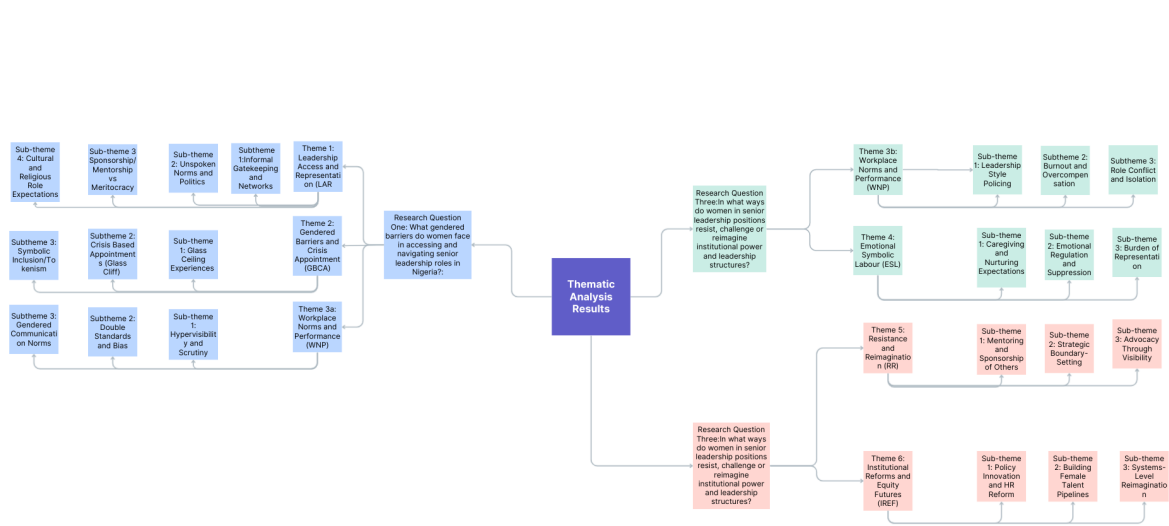 Thematic
Analysis
Results
Research Question
One: What gendered
barriers do women
face in accessing and
navigating senior
leadership roles in
Nigeria?:
Theme 1:
Leadership
Access and
Representati
on (LAR
Subtheme
1:Informal
Gatekeeping
and
Networks
Sub-theme
2: Unspoken
Norms and
Politics
Sub-theme 3
Sponsorship/
Mentorship
vs
Meritocracy
Sub-theme
4: Cultural
and
Religious
Role
Expectations
Theme 2:
Gendered
Barriers and
Crisis
Appointment
(GBCA)
Sub-theme
1: Glass
Ceiling
Experiences
Subtheme 2:
Crisis Based
Appointment
s (Glass
Cliff)
Subtheme 3:
Symbolic
Inclusion/To
kenism
Theme 3a:
Workplace
Norms and
Performance
(WNP)
Sub-theme
1:
Hypervisibilit
y and
Scrutiny
Subtheme 2:
Double
Standards
and Bias
Subtheme 3:
Gendered
Communicati
on Norms
Research Question
Three:In what ways
do women in senior
leadership positions
resist, challenge or
reimagine
institutional power
and leadership
structures?
Theme 3b:
Workplace
Norms and
Performance
(WNP)
Sub-theme
1: Leadership
Style
Policing
Subtheme 2:
Burnout and
Overcompen
sation
Subtheme 3:
Role Conflict
and Isolation
Theme 4:
Emotional
Symbolic
Labour (ESL)
Sub-theme
1: Caregiving
and
Nurturing
Expectations
Sub-theme
2: Emotional
Regulation
and
Suppression
Sub-theme
3: Burden of
Representati
on
Research Question
Three:In what ways
do women in senior
leadership positions
resist, challenge or
reimagine
institutional power
and leadership
structures?
Theme 5:
Resistance
and
Reimaginatio
n (RR)
Sub-theme
1: Mentoring
and
Sponsorship
of Others
Sub-theme
2: Strategic
Boundary-
Setting
Sub-theme
3: Advocacy
Through
Visibility
Theme 6:
Institutional
Reforms and
Equity
Futures
(IREF)
Sub-theme
1: Policy
Innovation
and HR
Reform
Sub-theme
2: Building
Female
Talent
Pipelines
Sub-theme
3: Systems-
Level
Reimaginatio
n